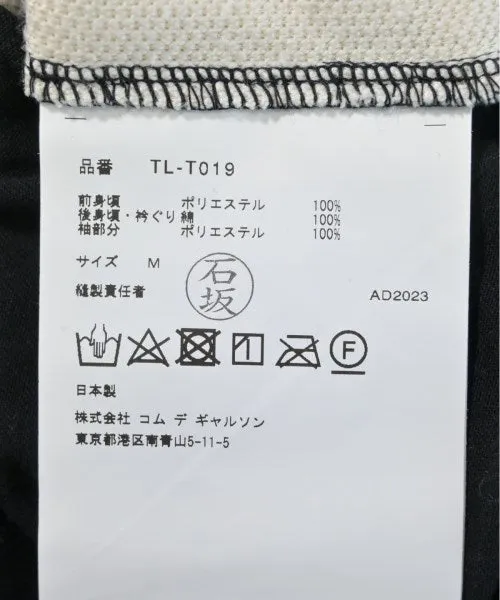 品番 TL-T019
前身頃 ポリエステル 100%
後身頃・衿ぐり 綿 100%
袖部分 ポリエステル 100%
サイズ M
石坂
縫製責任者
AD2023
F
日本製
株式会社 コム デ ギャルソン
東京都港区南青山5-11-5